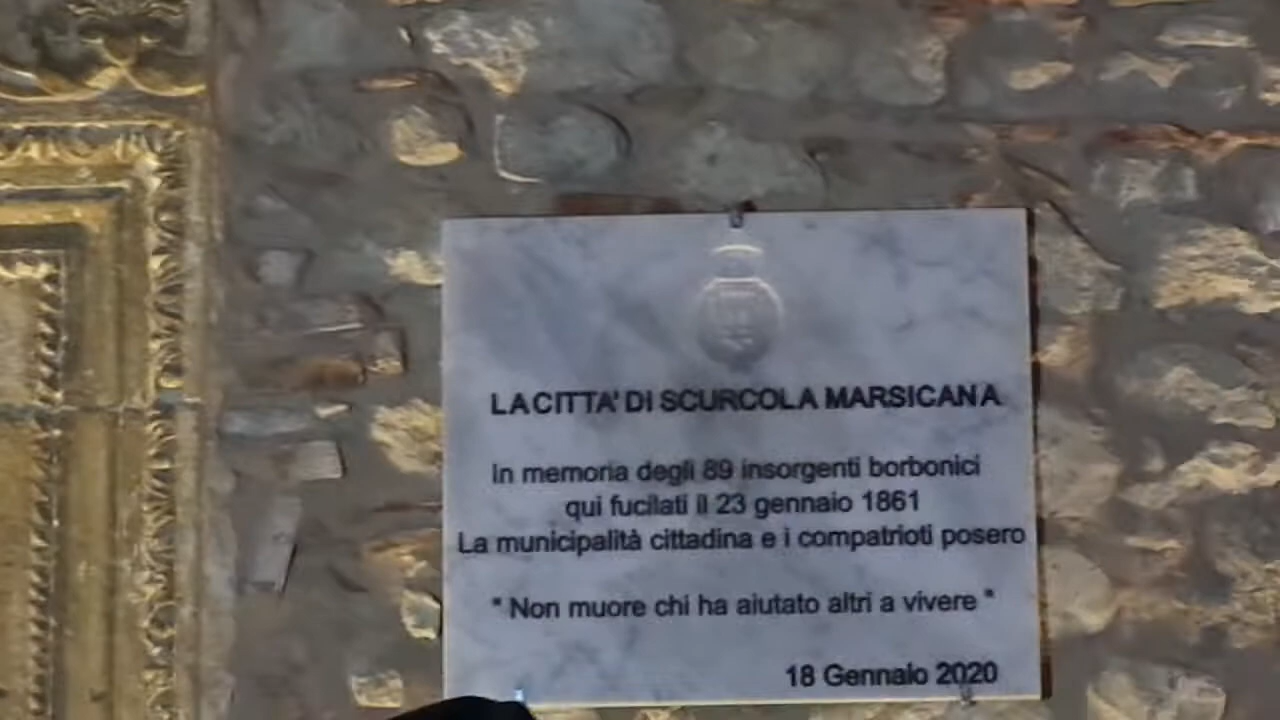 LA CITTA' DI SCURCOLA MARSICANA
In memoria degli 89 insorgenti borbonici
qui fucilati il 23 gennaio 1861
La municipalità cittadina e i compatrioti posero
" Non muore chi ha aiutato altri a vivere "
18 Gennaio 2020